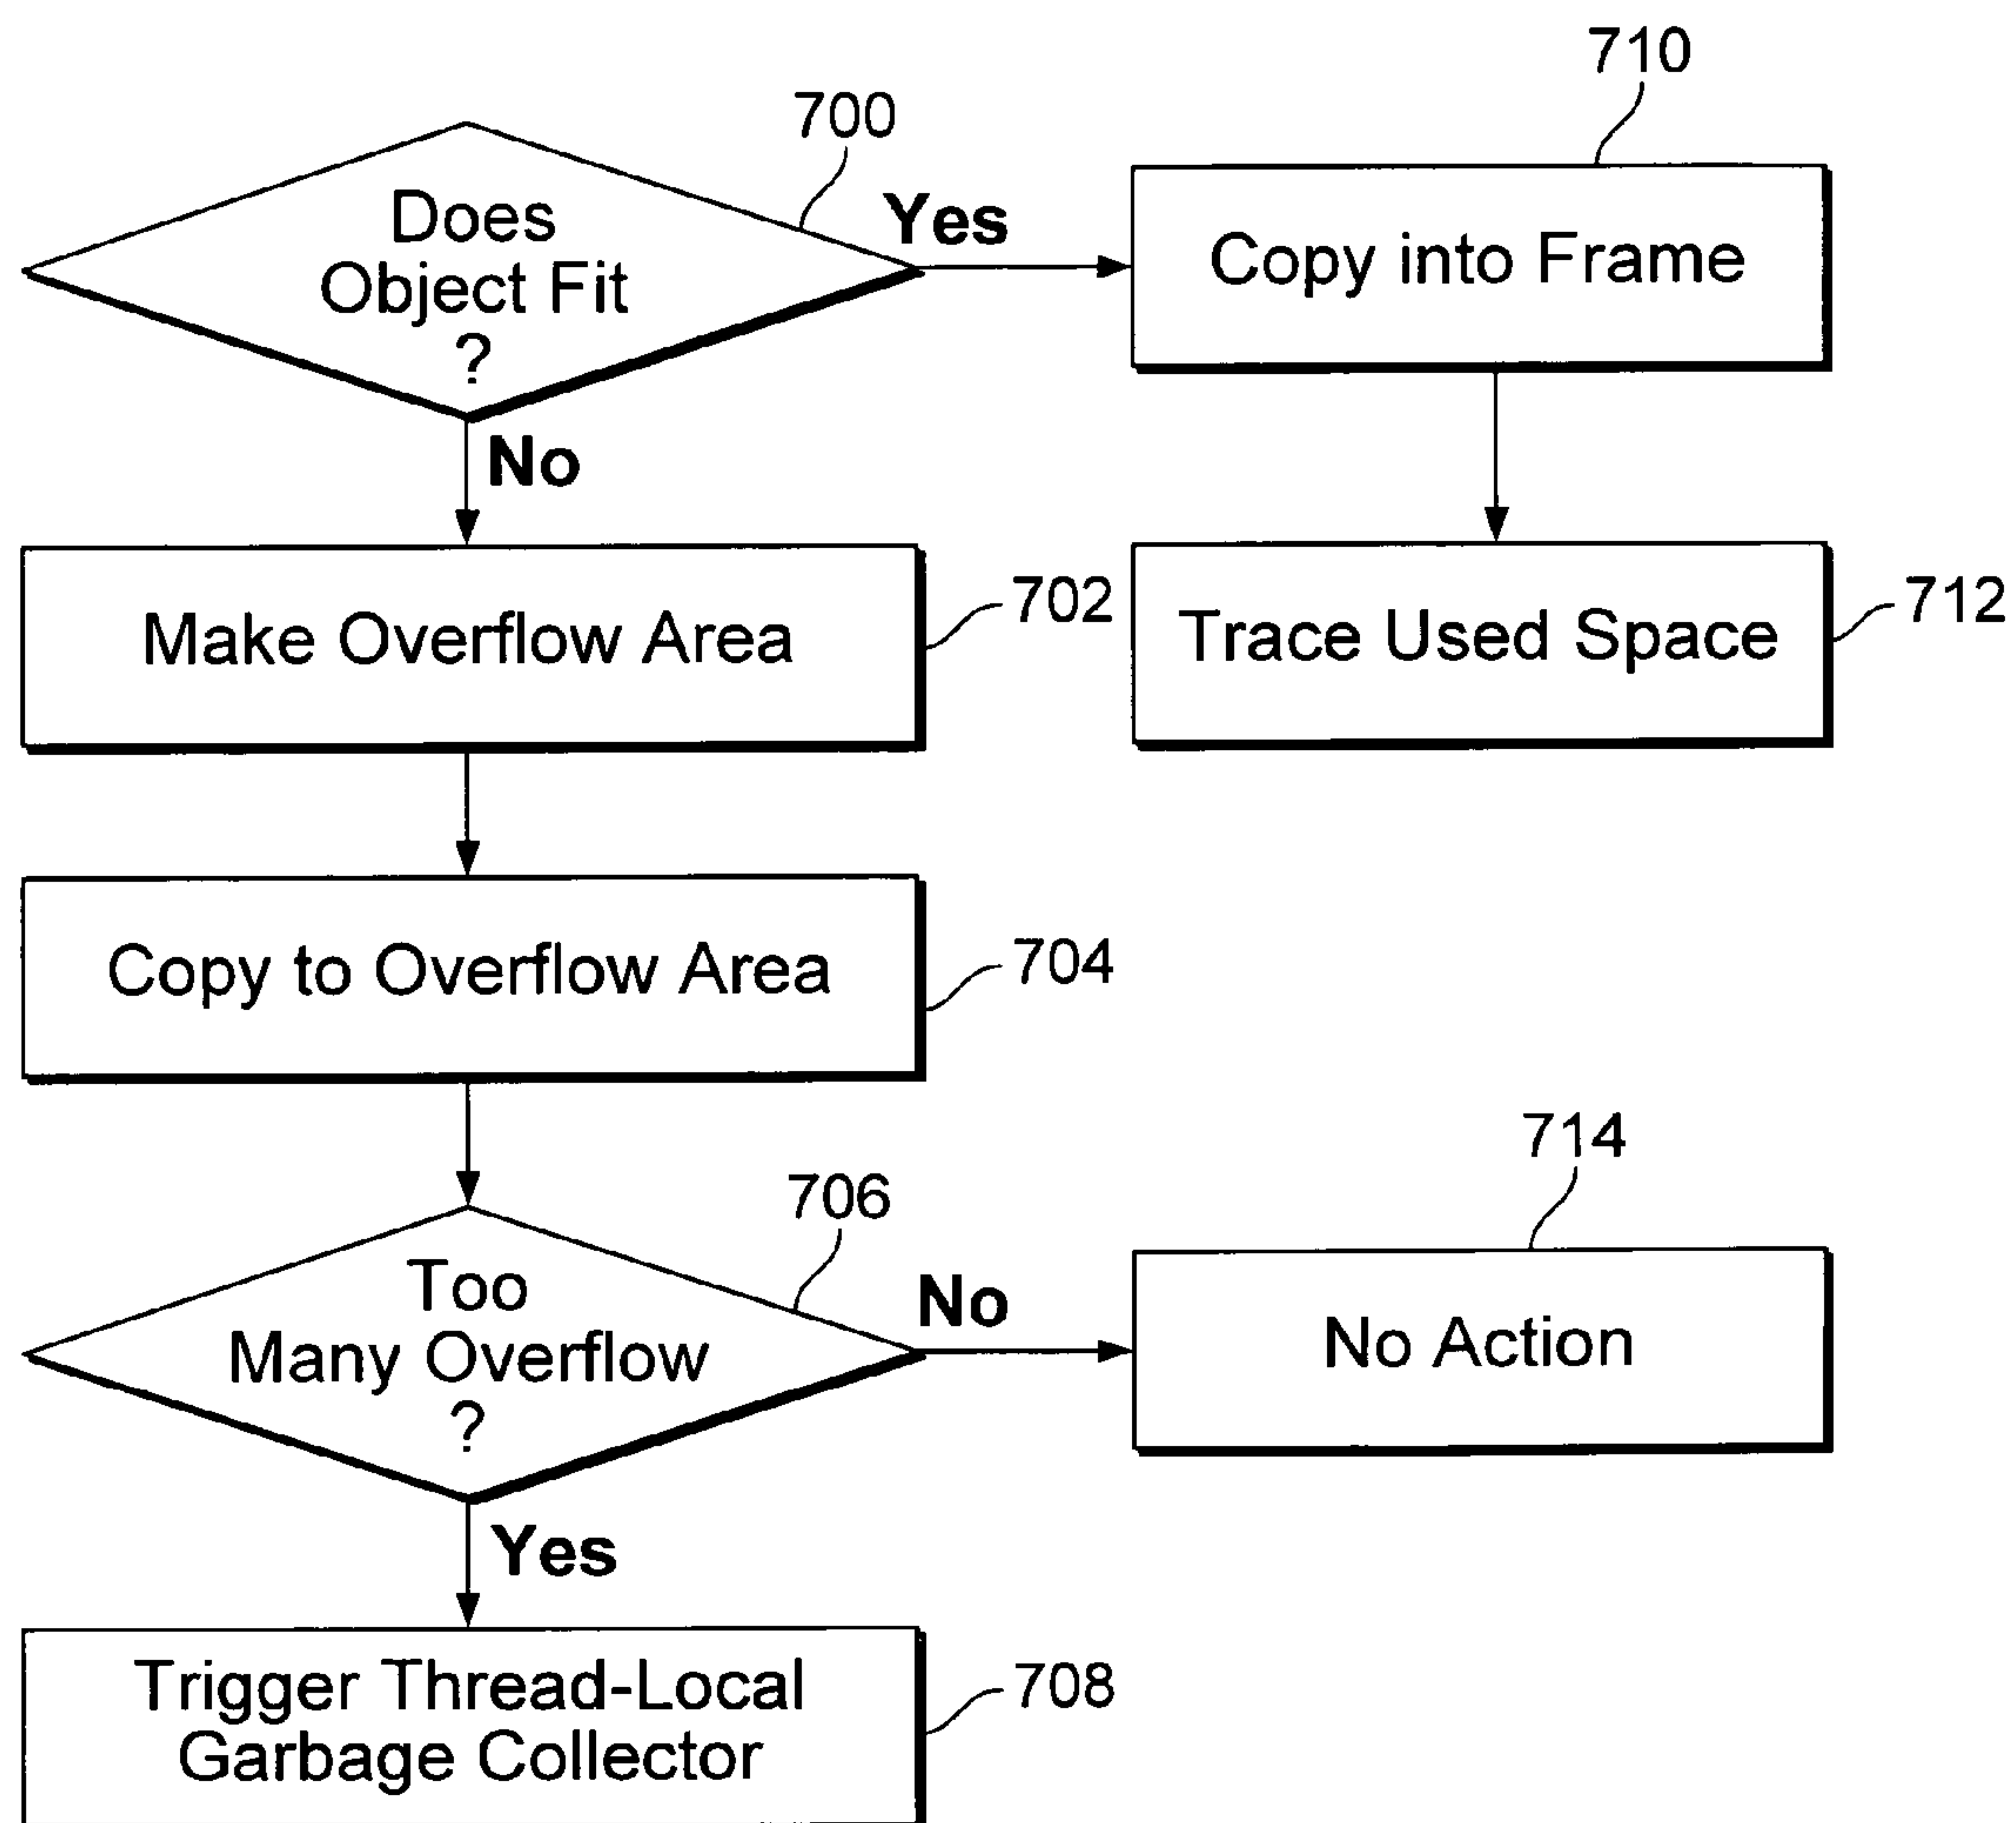 710
700
Does
Object Fit
?
Yes
Copy into Frame
No
Make Overflow Area
702
Trace Used Space
712
Copy to Overflow Area
704
714
706
Too
Many Overflow
?
No
No Action
Yes
Trigger Thread-Local
Garbage Collector
708